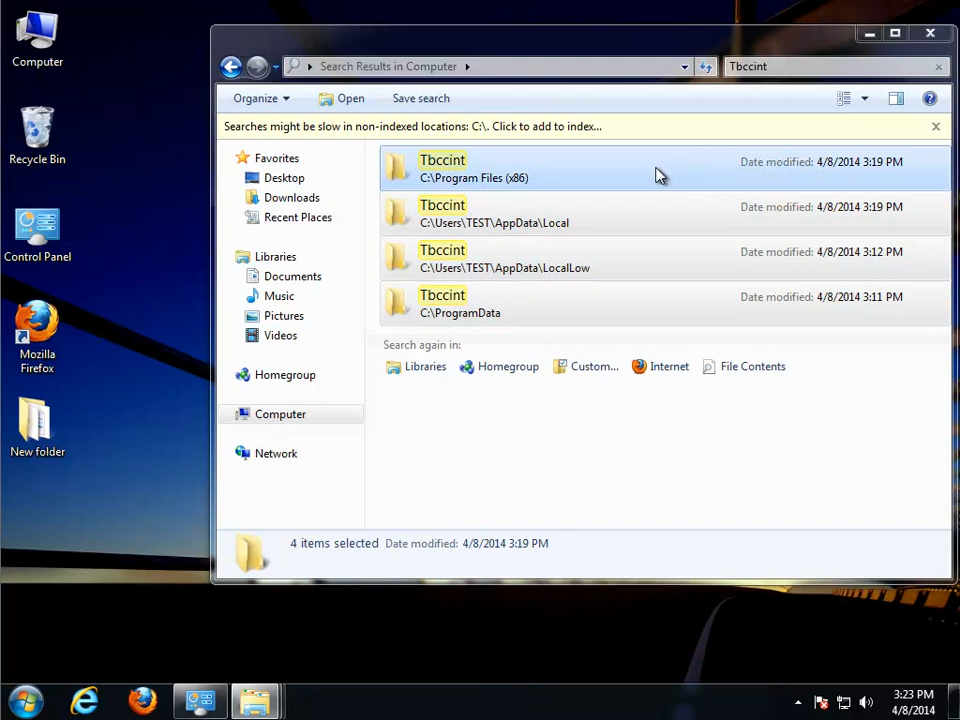 Computer
Recycle Bin
Control Panel
Mozilla
Firefox
New folder
Search Results in Computer
Tbccint
Organize
Open
Save search
Searches might be slow in non-indexed locations: C:\. Click to add to index...
Favorites
Desktop
Downloads
Recent Places
Libraries
Documents
Music
Pictures
Videos
Homegroup
Computer
Network
Tbccint
Date modified: 4/8/2014 3:19 PM
C:\Program Files (x86)
Tbccint
Date modified: 4/8/2014 3:19 PM
C:\Users\TEST\AppData\Local
Tbccint
Date modified: 4/8/2014 3:12 PM
C:\Users\TEST\AppData\LocalLow
Tbccint
Date modified: 4/8/2014 3:11 PM
C:\ProgramData
Search again in:
Libraries
Homegroup
Custom...
Internet
File Contents
4 items selected Date modified: 4/8/2014 3:19 PM
3:23 PM
4/8/2014